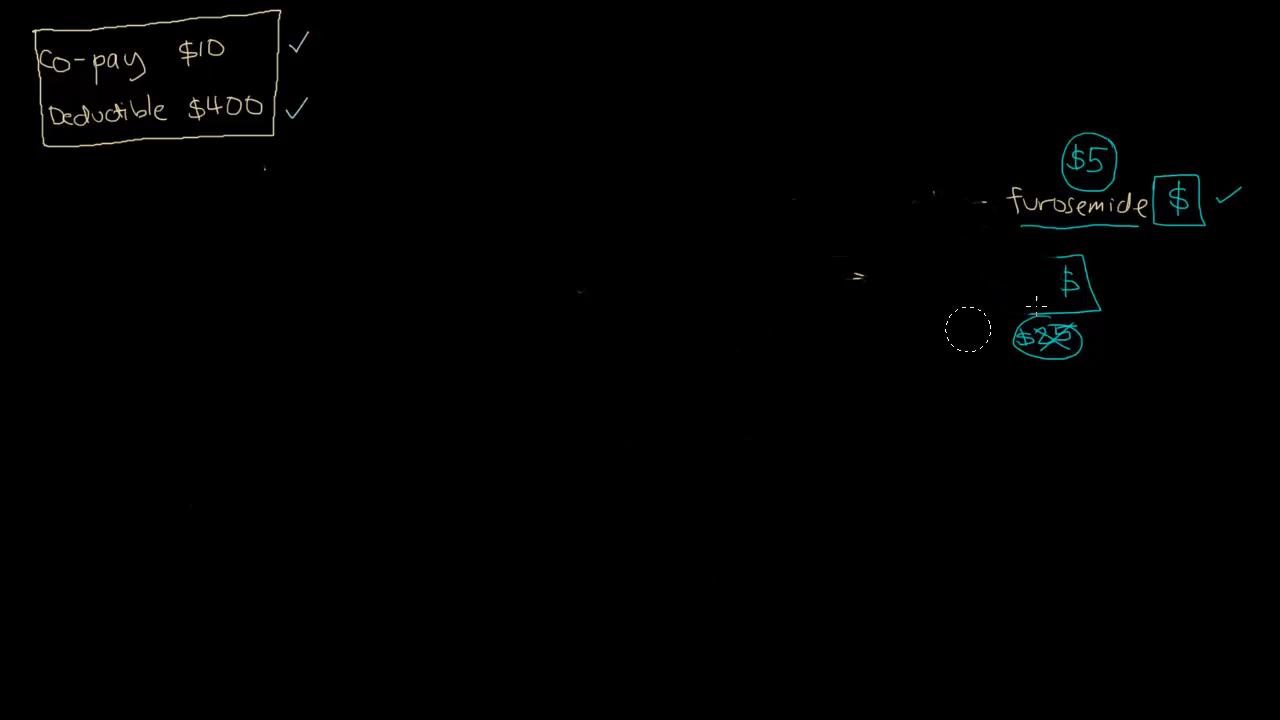 Co-pay $10 ✓
Deductible $400 ✓
$5
furosemide $ ✓
=
$
$25